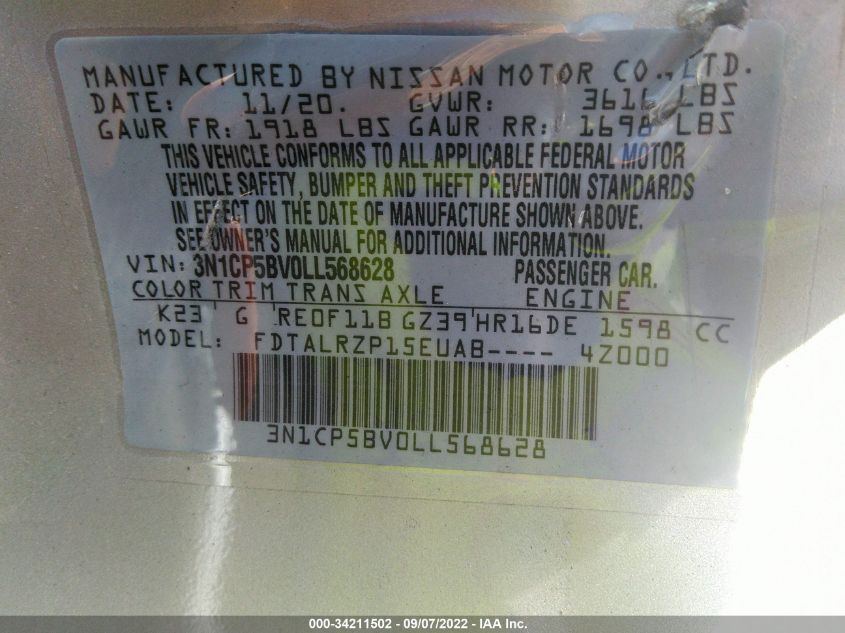 MANUFACTURED BY NISSAN MOTOR CO., LTD.
DATE: 11/20. GVWR: 3616 LBS
GAWR FR: 1918 LBS GAWR RR: 1698 LBS
THIS VEHICLE CONFORMS TO ALL APPLICABLE FEDERAL MOTOR
VEHICLE SAFETY, BUMPER AND THEFT PREVENTION STANDARDS
IN EFFECT ON THE DATE OF MANUFACTURE SHOWN ABOVE.
SEE OWNER'S MANUAL FOR ADDITIONAL INFORMATION.
VIN: 3N1CP5BV0LL568628 PASSENGER CAR.
COLOR TRIM TRANS AXLE ENGINE
K23 G RE0F11B GZ39 HR16DE 1598 CC
MODEL: FDTALRZP15EUAB---- 4Z000
3N1CP5BV0LL568628
000-34211502 - 09/07/2022 - IAA Inc.